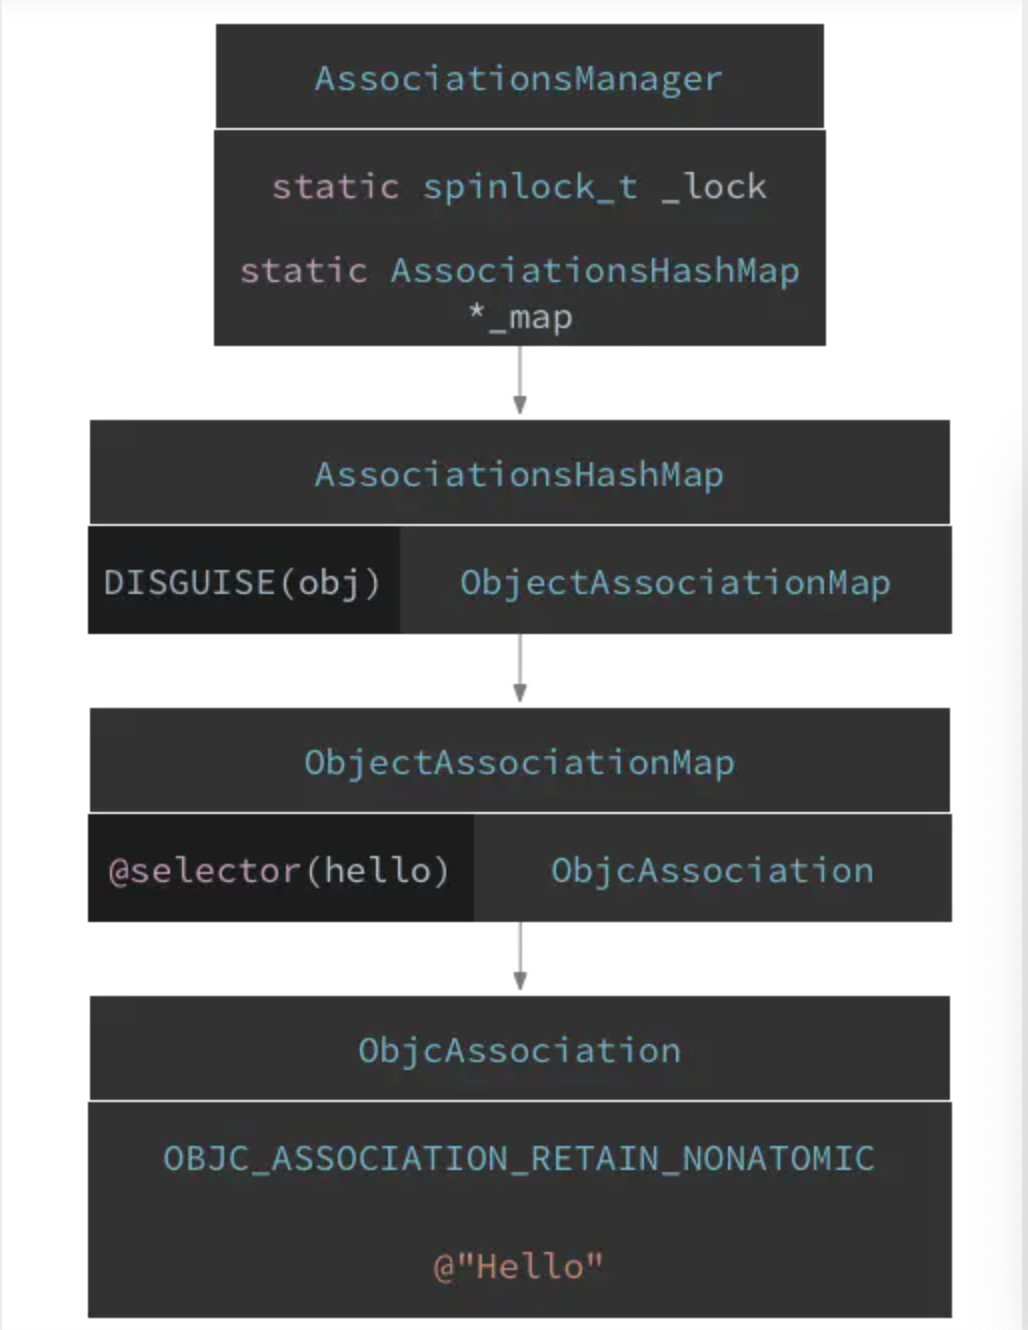 AssociationsManager
static spinlock_t _lock
static AssociationsHashMap
*_map
AssociationsHashMap
DISGUISE(obj) ObjectAssociationMap
ObjectAssociationMap
@selector(hello) ObjcAssociation
ObjcAssociation
OBJC_ASSOCIATION_RETAIN_NONATOMIC
@"Hello"